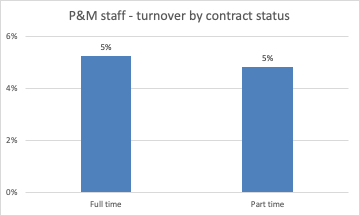 P&M staff - turnover by contract status
6%
5%
5%
4%
2%
0%
Full time
Part time